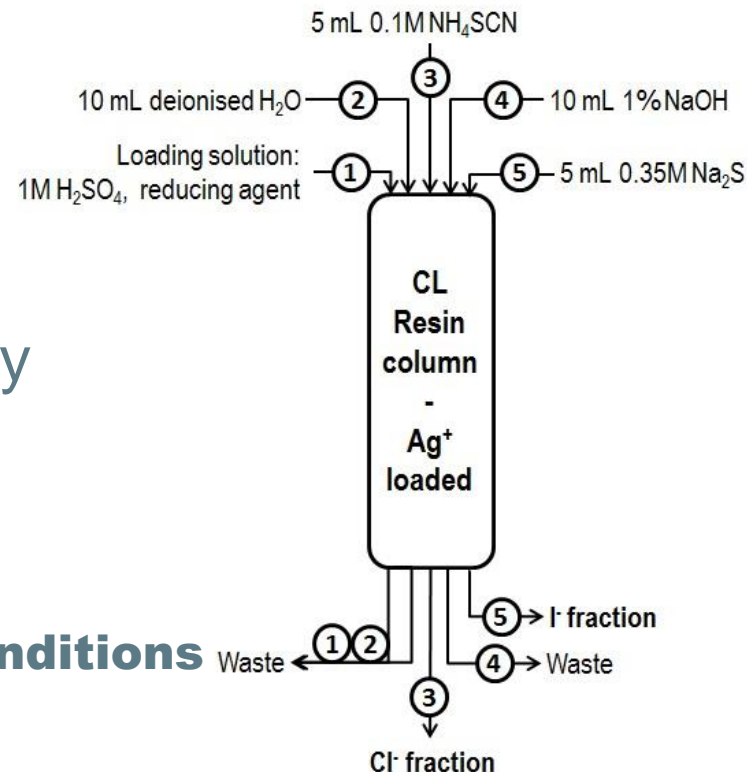 5 mL 0.1M NH₄SCN
3
10 mL deionised H₂O
2
4
10 mL 1% NaOH
Loading solution:
1M H₂SO₄, reducing agent
1
5
5 mL 0.35M Na₂S
CL
Resin
column
-
Ag⁺
loaded
y
nditions
Waste
1
2
3
4
Waste
5
I⁻ fraction
Cl⁻ fraction